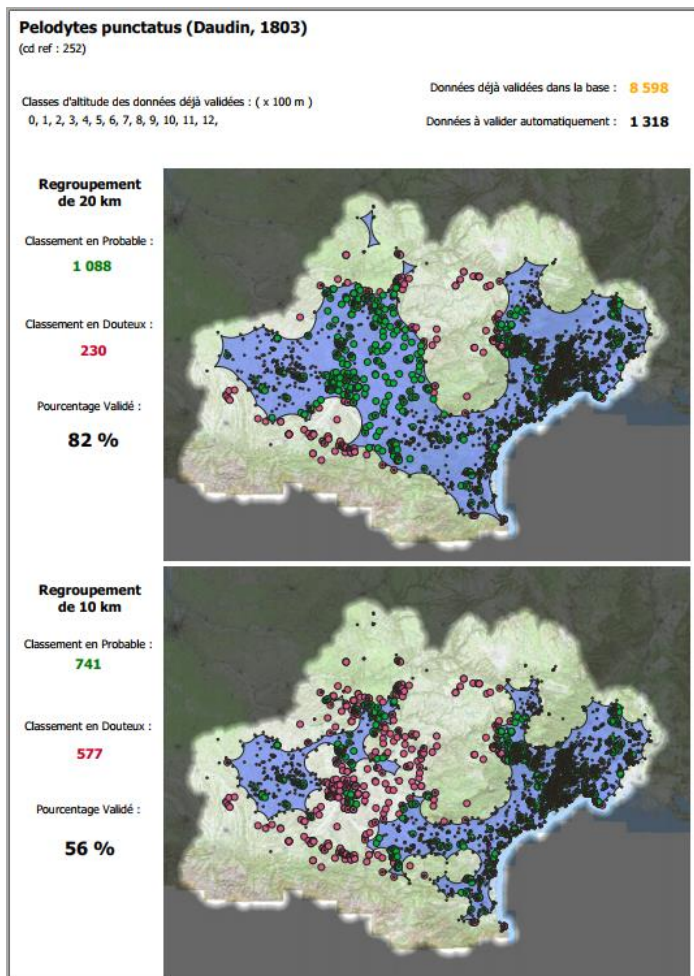 Pelodytes punctatus (Daudin, 1803)
(cd ref : 252)
Données déjà validées dans la base : 8 598
Classes d'altitude des données déjà validées : ( x 100 m )
0, 1, 2, 3, 4, 5, 6, 7, 8, 9, 10, 11, 12,
Données à valider automatiquement : 1 318
Regroupement
de 20 km
Classement en Probable :
1 088
Classement en Douteux :
230
Pourcentage Validé :
82 %
Regroupement
de 10 km
Classement en Probable :
741
Classement en Douteux :
577
Pourcentage Validé :
56 %